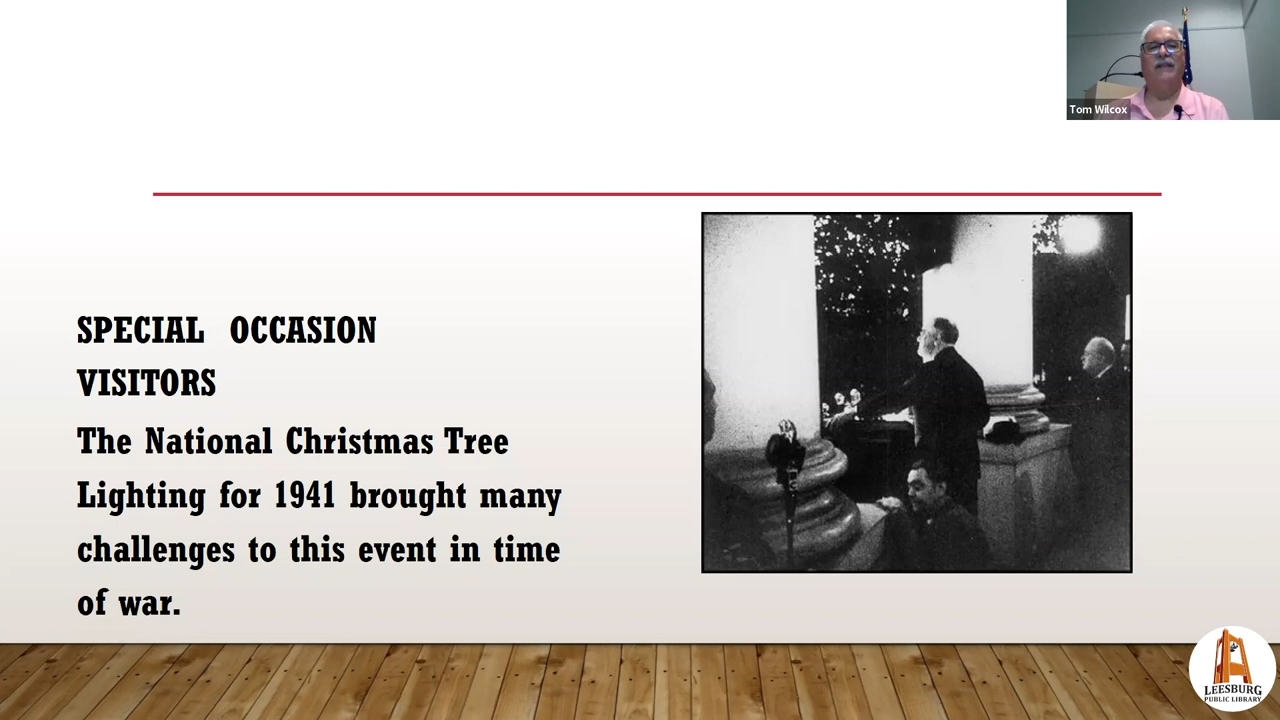 Tom Wilcox
SPECIAL OCCASION
VISITORS
The National Christmas Tree
Lighting for 1941 brought many
challenges to this event in time
of war.
LEESBURG
PUBLIC LIBRARY